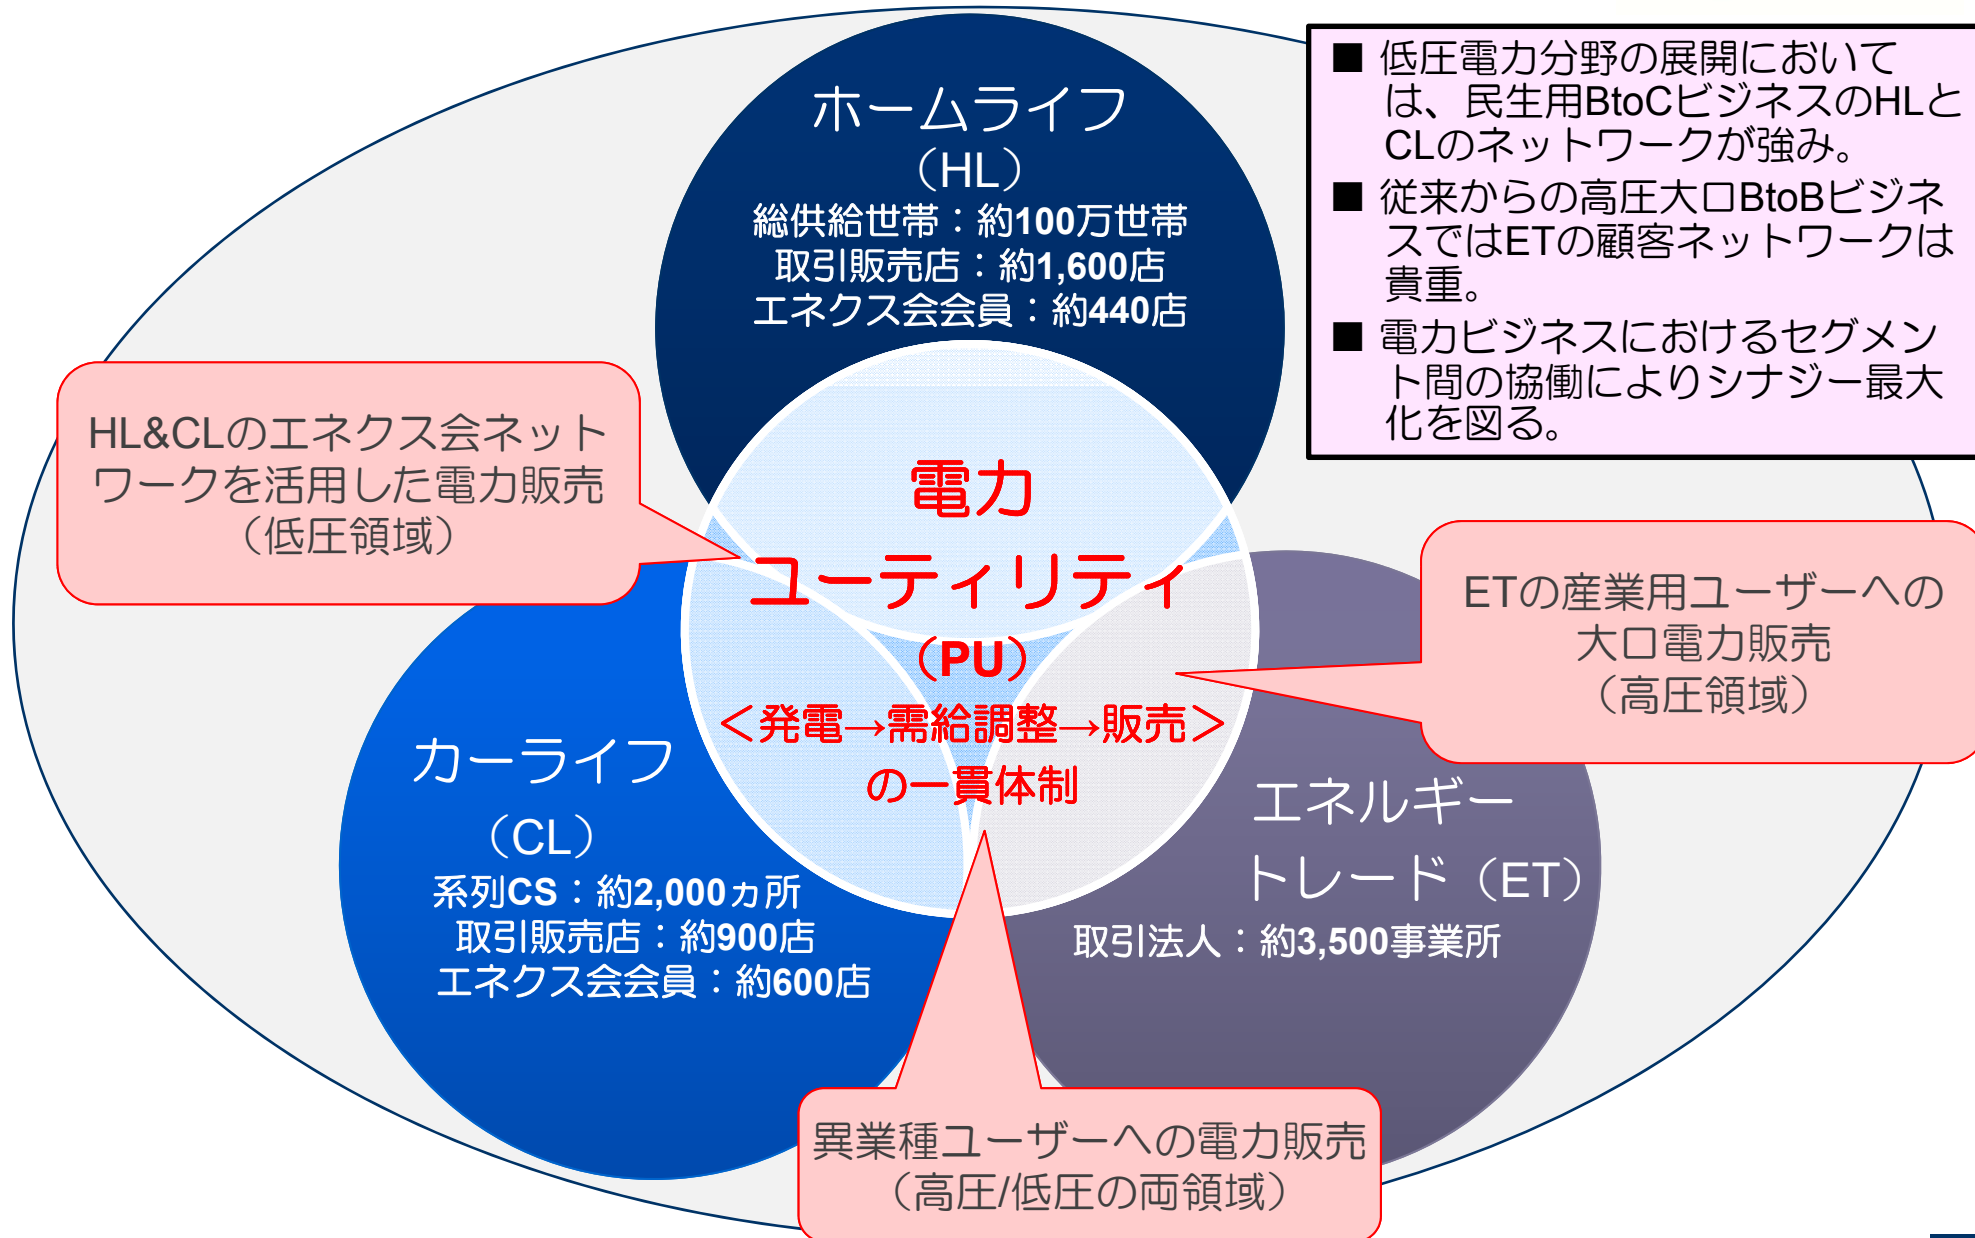 ホームライフ
（HL）
総供給世帯：約100万世帯
取引販売店：約1,600店
エネクス会会員：約440店
■ 低圧電力分野の展開において
は、民生用BtoCビジネスのHLと
CLのネットワークが強み。
■ 従来からの高圧大口BtoBビジネ
スではETの顧客ネットワークは
貴重。
■ 電力ビジネスにおけるセグメン
ト間の協働によりシナジー最大
化を図る。
HL&CLのエネクス会ネット
ワークを活用した電力販売
（低圧領域）
電力
ユーティリティ
（PU）
＜発電→需給調整→販売＞
の一貫体制
ETの産業用ユーザーへの
大口電力販売
（高圧領域）
カーライフ
（CL）
系列CS：約2,000ヵ所
取引販売店：約900店
エネクス会会員：約600店
エネルギー
トレード（ET）
取引法人：約3,500事業所
異業種ユーザーへの電力販売
（高圧/低圧の両領域）